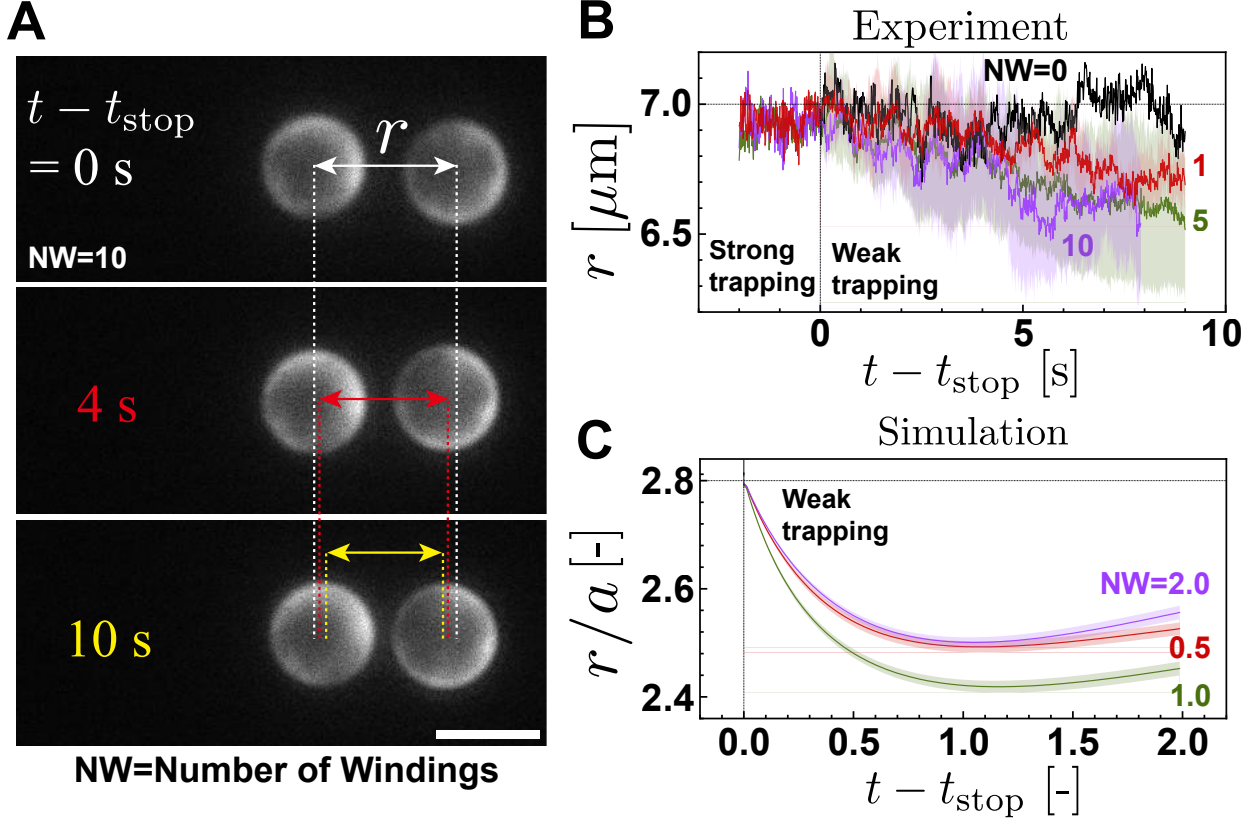 A
t − t_stop
= 0 s
r
NW=10
4 s
10 s
NW=Number of Windings
B
Experiment
NW=0
7.0
6.5
r [μm]
1
5
10
Strong
trapping
Weak
trapping
0
5
10
t − t_stop [s]
C
Simulation
2.8
2.6
2.4
r/a [-]
Weak
trapping
NW=2.0
0.5
1.0
0.0
0.5
1.0
1.5
2.0
t − t_stop [-]